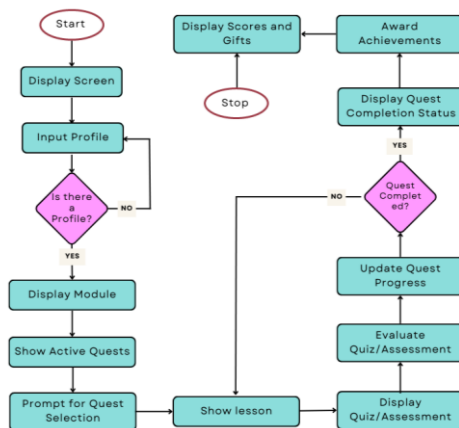 Start
Display Screen
Input Profile
Is there
a Profile?
NO
YES
Display Module
Show Active Quests
Prompt for Quest
Selection
Show lesson
Display
Quiz/Assessment
Evaluate
Quiz/Assessment
Update Quest
Progress
Quest
Complet
ed?
NO
YES
Display Quest
Completion Status
Award
Achievements
Display Scores and
Gifts
Stop